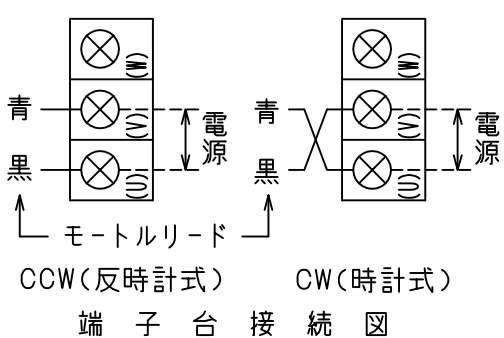 (W)
(W)
青
(V)
電源
青
(V)
電源
黒
(U)
黒
(U)
モートルリード
CCW(反時計式)
CW(時計式)
端子台接続図